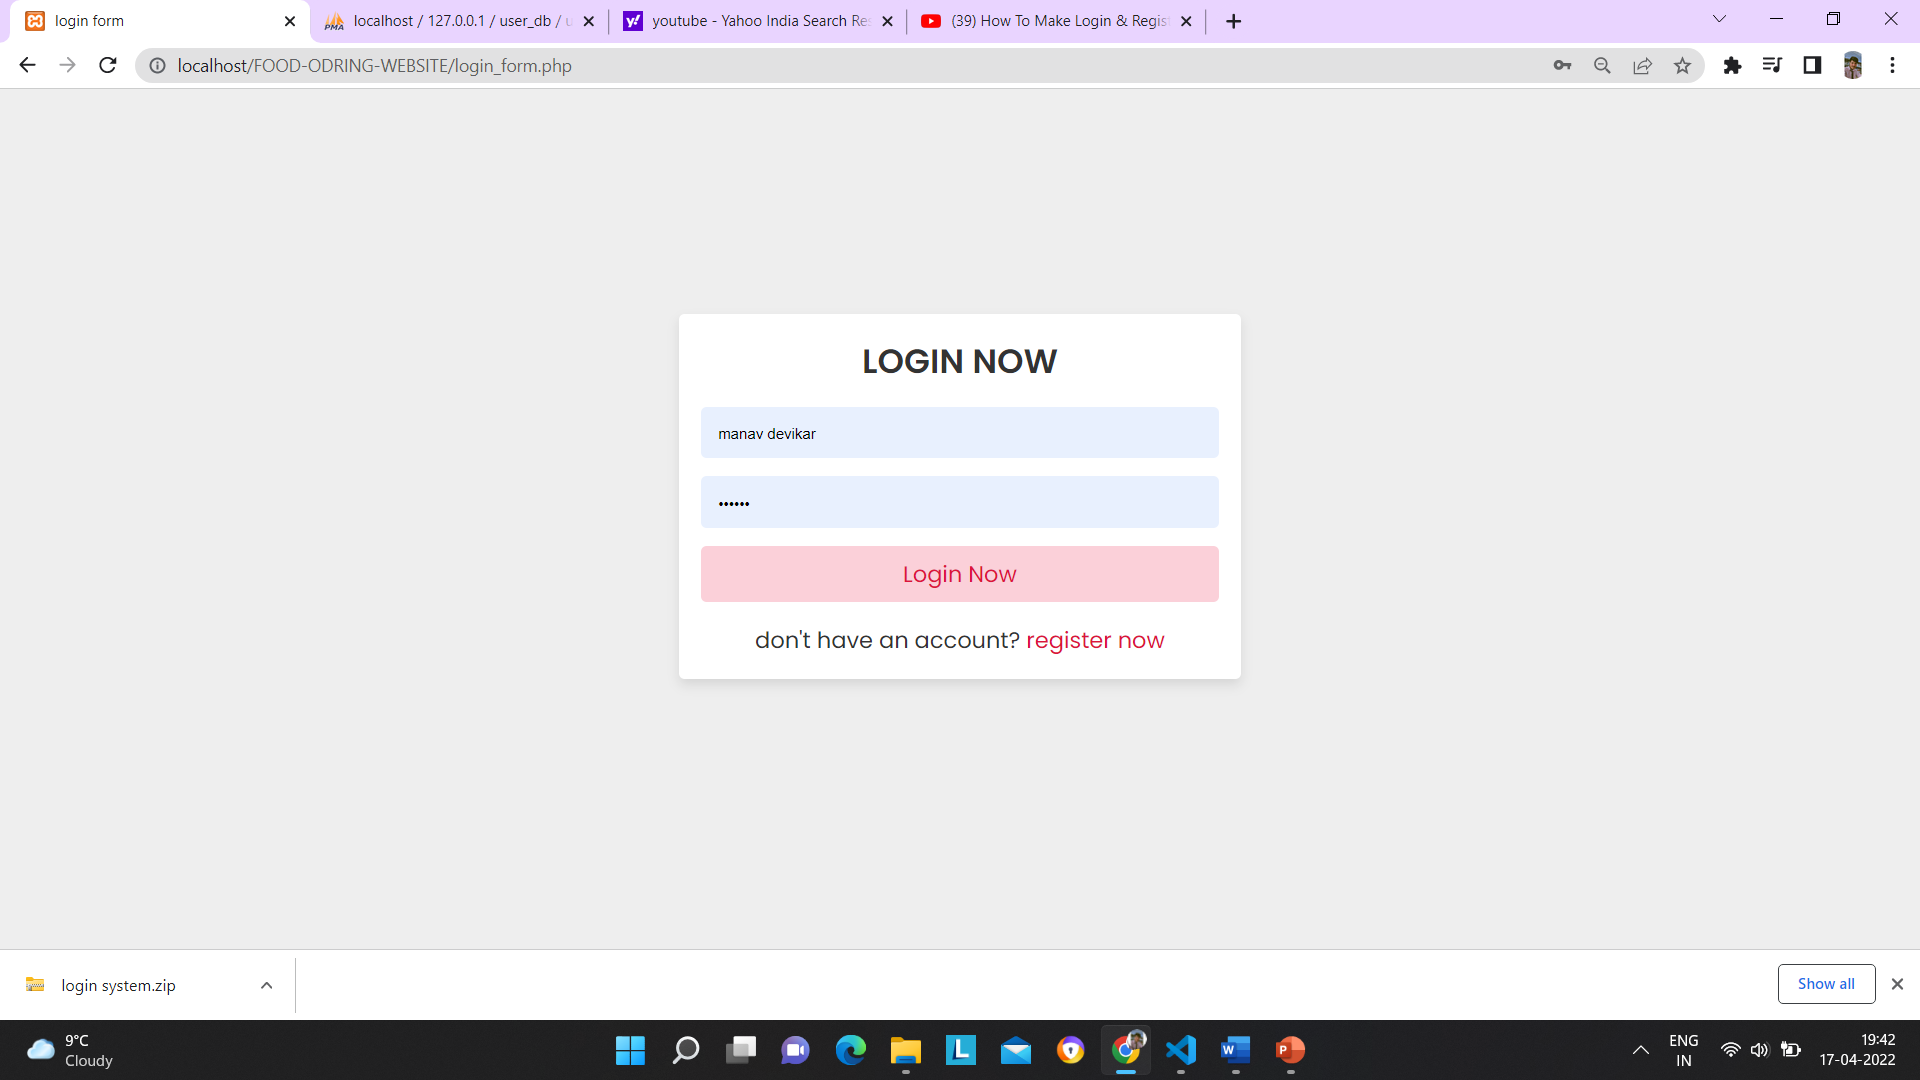 login form
localhost / 127.0.0.1 / user_db / u
youtube - Yahoo India Search Res
(39) How To Make Login & Regist
localhost/FOOD-ODRING-WEBSITE/login_form.php
LOGIN NOW
manav devikar
••••••
Login Now
don't have an account? register now
login system.zip
Show all
9°C
Cloudy
ENG
IN
19:42
17-04-2022